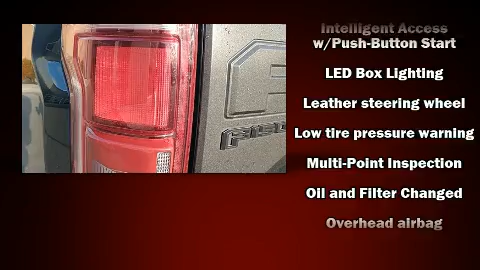 Intelligent Access
w/Push-Button Start
LED Box Lighting
Leather steering wheel
Low tire pressure warning
Multi-Point Inspection
Oil and Filter Changed
Overhead airbag